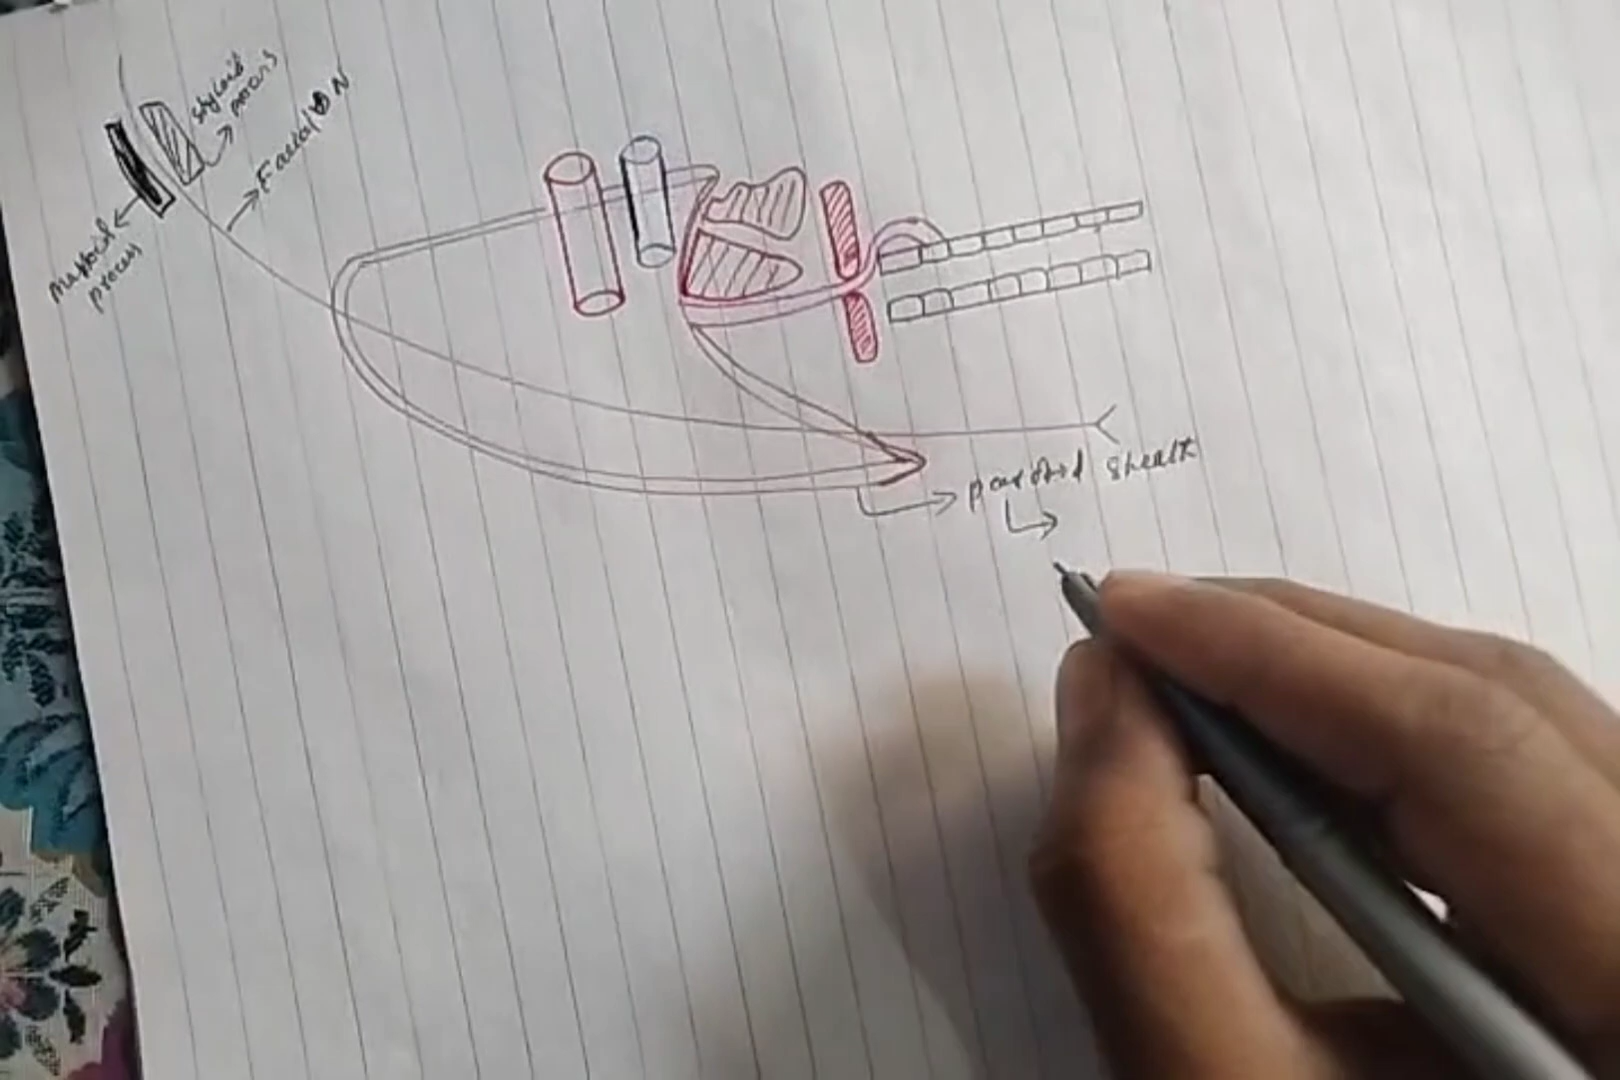 styloid
process
Facial N
Mastoid
process
parotid sheath